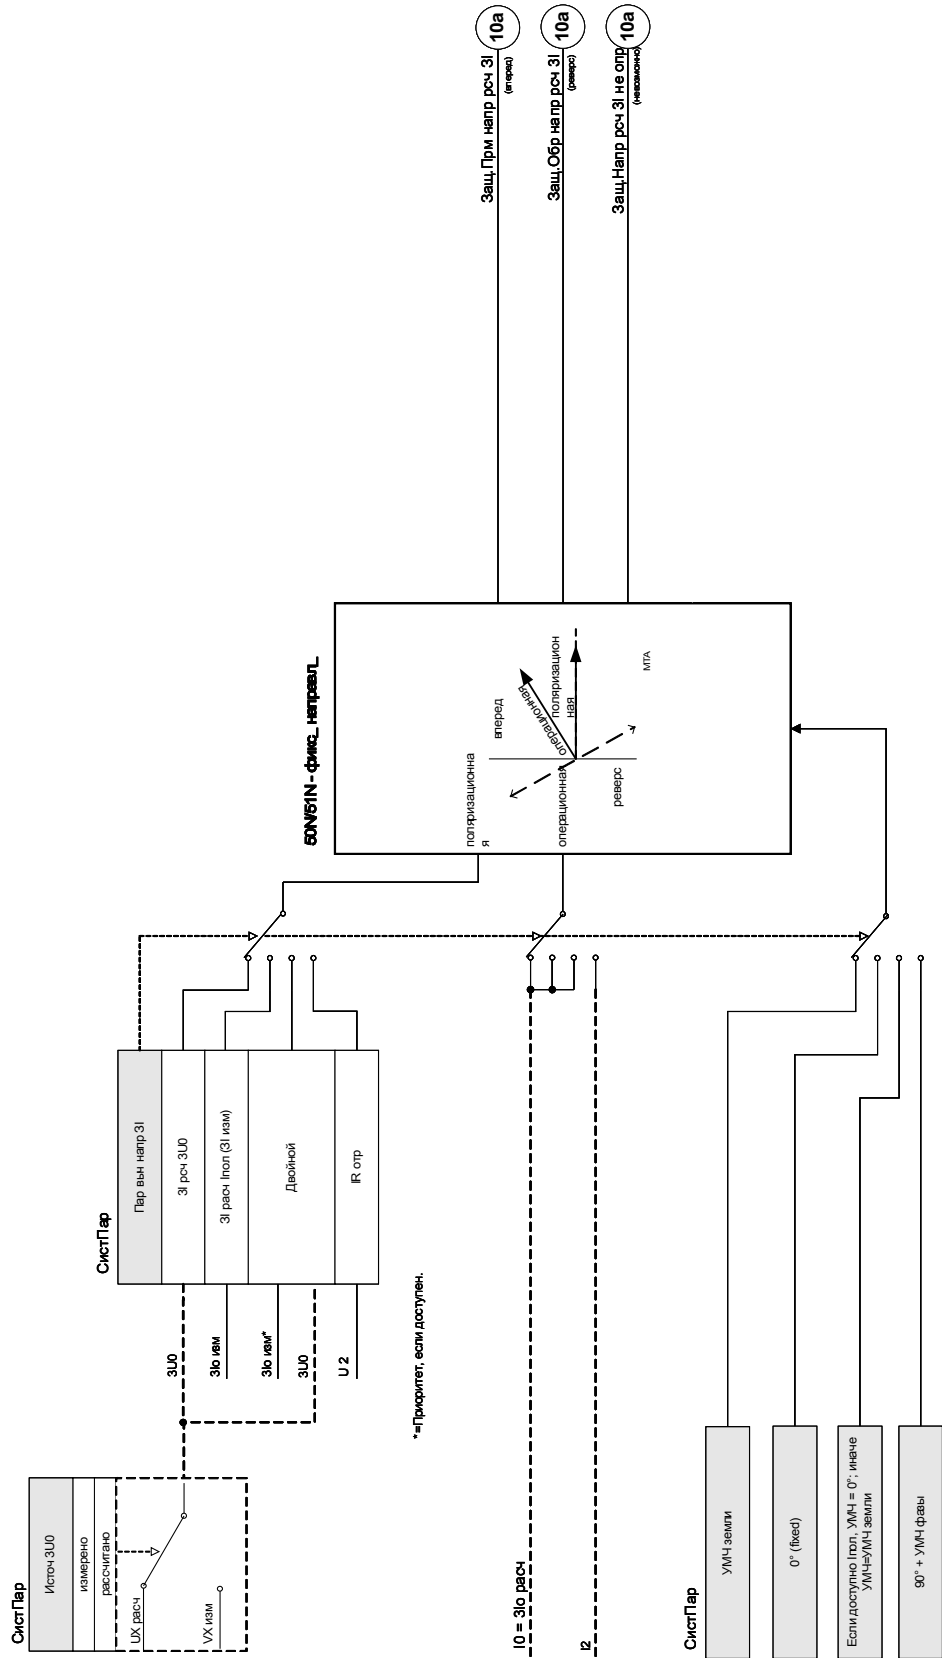 СистПар
Источ 3U0
измерено
рассчитано
UX расч
VX изм
СистПар
Пар вын напр 3I
3I рсч 3U0
3I расч Iпол (3I изм)
Двойной
IR отр
3U0
3Io изм
3Io изм*
3U0
U 2
*=Приоритет, если доступен.
50N/51N - фикс_ направл_
поляризационна
я
операционная
вперед
операционная
поляризацион
ная
реверс
MTA
Защ.Прм напр рсч 3I
(вперед)
10a
Защ.Обр напр рсч 3I
(реверс)
10a
Защ.Напр рсч 3I не опр
(невозможно)
10a
I0 = 3Io расч
I2
СистПар
УМЧ земли
0° (fixed)
Если доступно Iпол, УМЧ = 0°; иначе
УМЧ=УМЧ земли
90° + УМЧ фазы